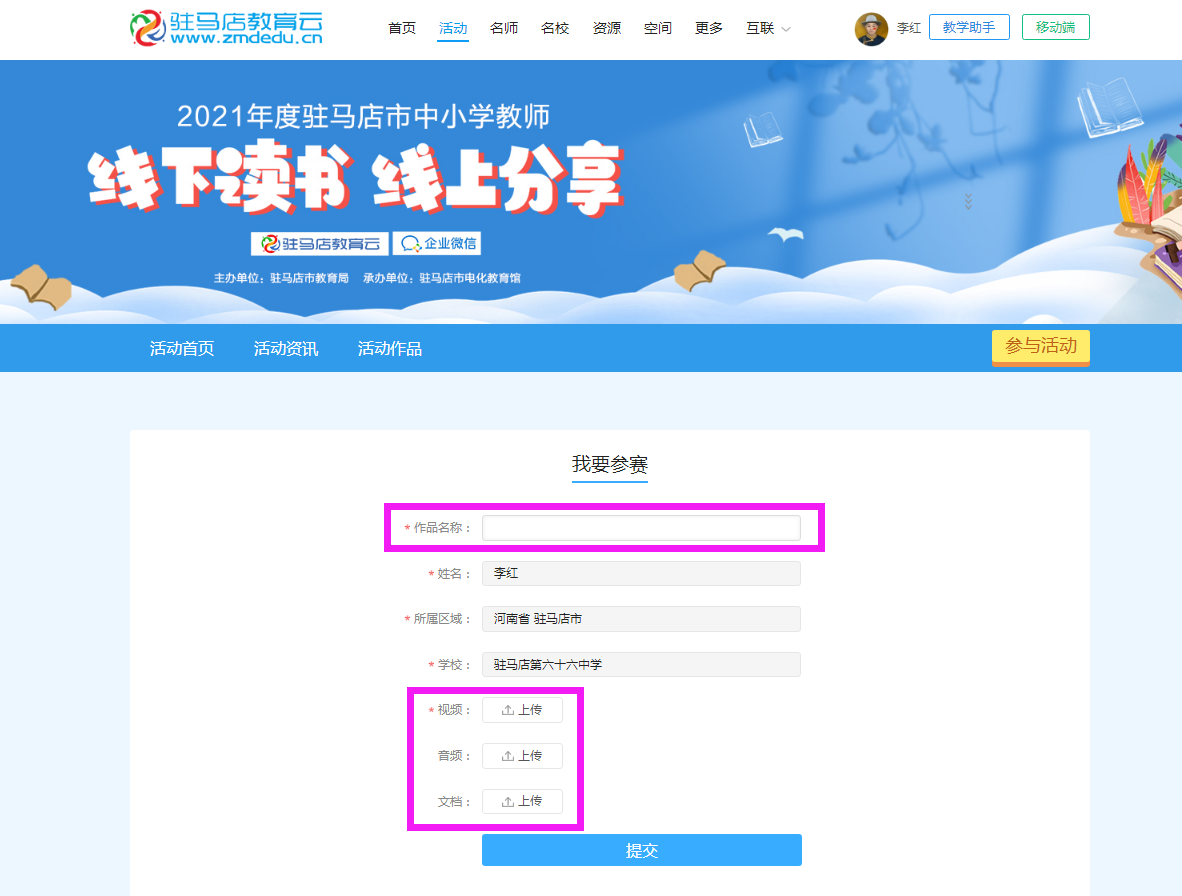 驻马店教育云
www.zmdedu.cn
首页 活动 名师 名校 资源 空间 更多 互联 李红 教学助手 移动端
2021年度驻马店市中小学教师
线下读书 线上分享
驻马店教育云 企业微信
主办单位：驻马店市教育局 承办单位：驻马店市电化教育馆
活动首页 活动资讯 活动作品 参与活动
我要参赛
* 作品名称：
* 姓名： 李红
* 所属区域： 河南省 驻马店市
* 学校： 驻马店第六十六中学
* 视频： 上传
音频： 上传
文档： 上传
提交